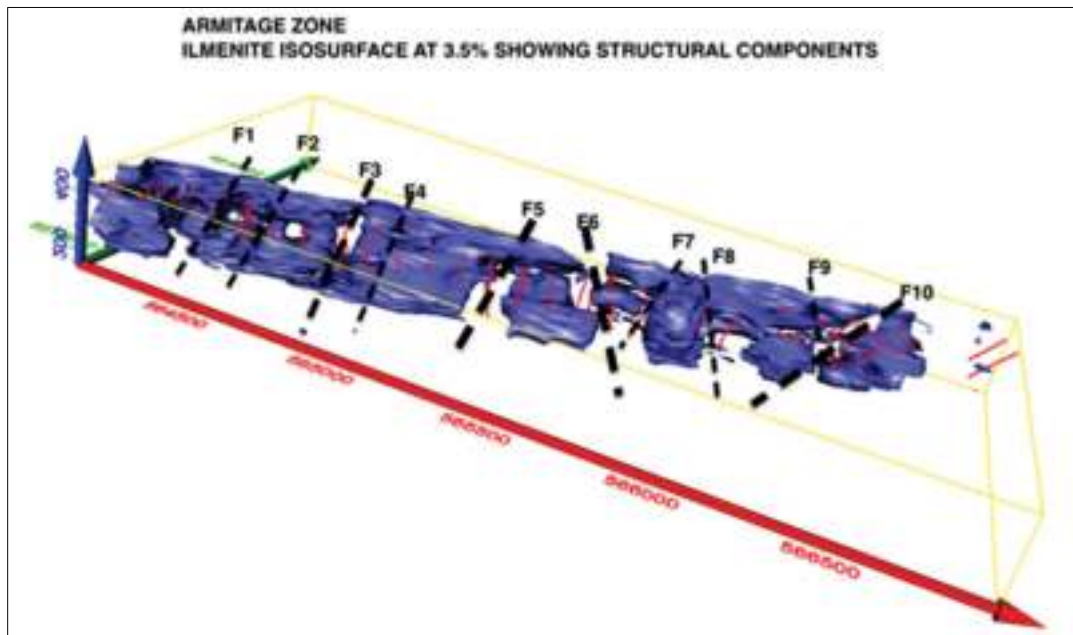 ARMITAGE ZONE
ILMENITE ISOSURFACE AT 3.5% SHOWING STRUCTURAL COMPONENTS
F1
F2
F3
F4
F5
F6
F7
F8
F9
F10
400
300
564500
565000
565500
566000
566500